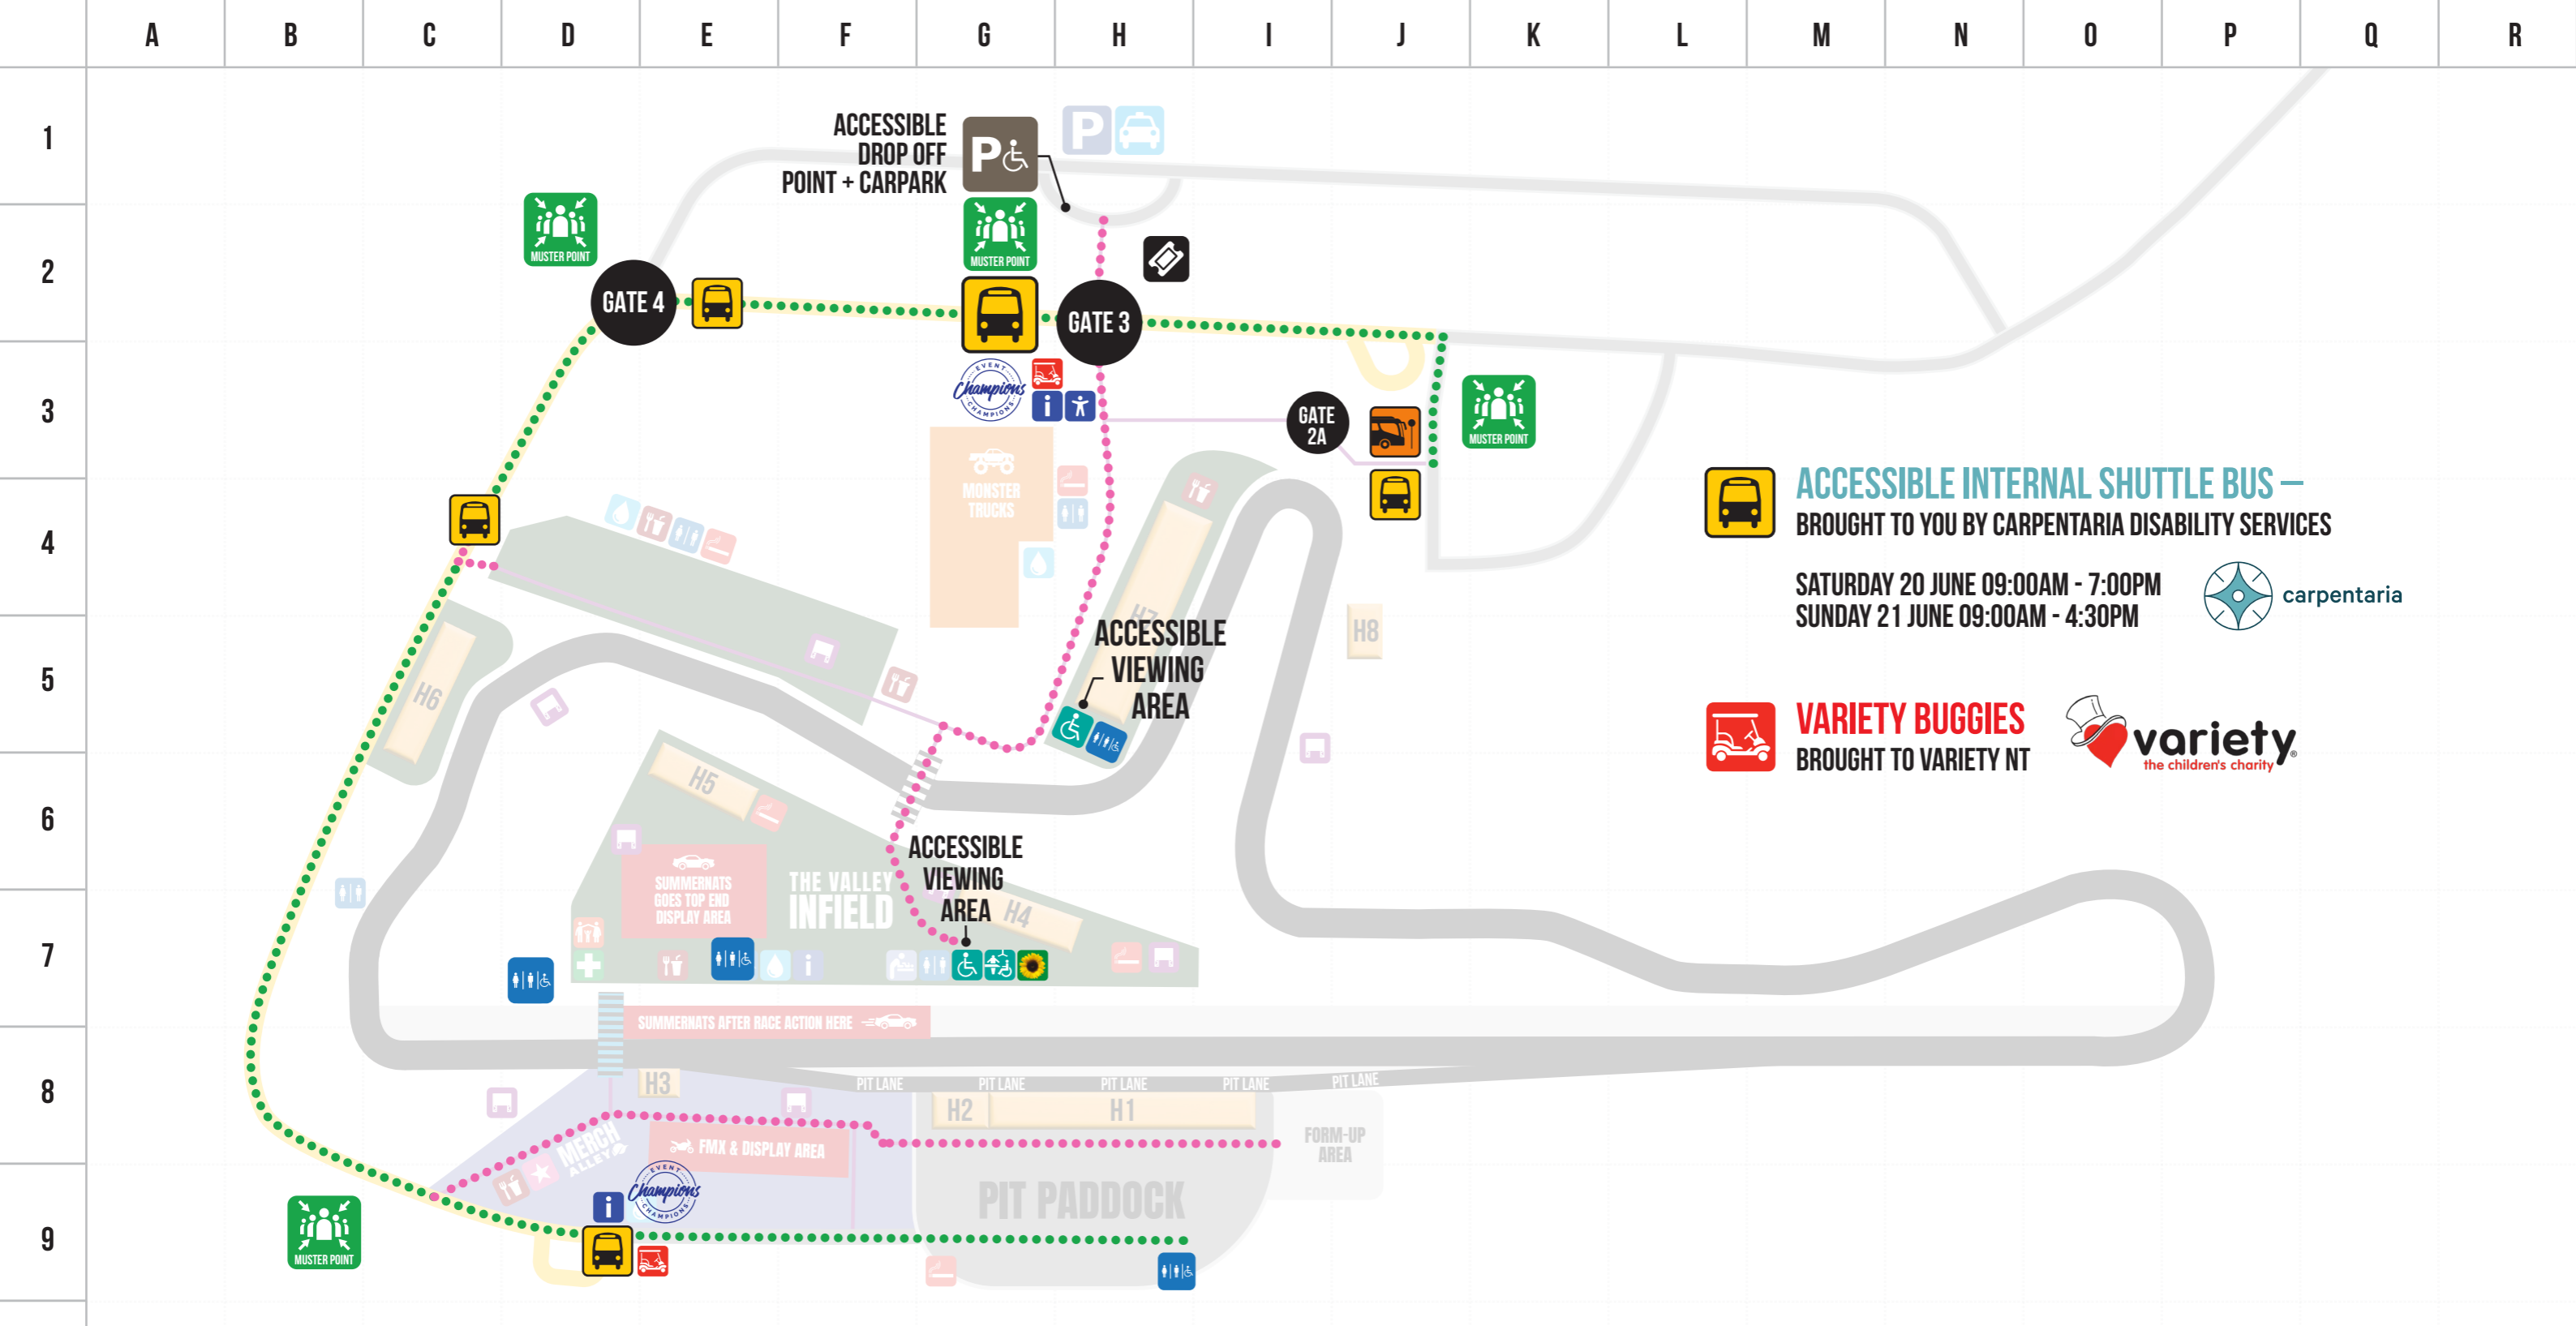 A B C D E F G H I J K L M N O P Q R
1
2
3
4
5
6
7
8
9
ACCESSIBLE
DROP OFF
POINT + CARPARK
P
P
MUSTER POINT
MUSTER POINT
GATE 4
GATE 3
EVENT
Champions
CHAMPIONS
i
GATE
2A
MUSTER POINT
MONSTER
TRUCKS
H7
ACCESSIBLE
VIEWING
AREA
H8
H6
H5
ACCESSIBLE
VIEWING
AREA
SUMMERNATS
GOES TOP END
DISPLAY AREA
THE VALLEY
INFIELD
H4
i
SUMMERNATS AFTER RACE ACTION HERE
PIT LANE PIT LANE PIT LANE PIT LANE PIT LANE
H3
H2 H1
MERCH
ALLEY
FMX & DISPLAY AREA
FORM-UP
AREA
EVENT
Champions
CHAMPIONS
i
PIT PADDOCK
MUSTER POINT
ACCESSIBLE INTERNAL SHUTTLE BUS –
BROUGHT TO YOU BY CARPENTARIA DISABILITY SERVICES
SATURDAY 20 JUNE 09:00AM - 7:00PM
SUNDAY 21 JUNE 09:00AM - 4:30PM
carpentaria
VARIETY BUGGIES
BROUGHT TO VARIETY NT
variety®
the children's charity